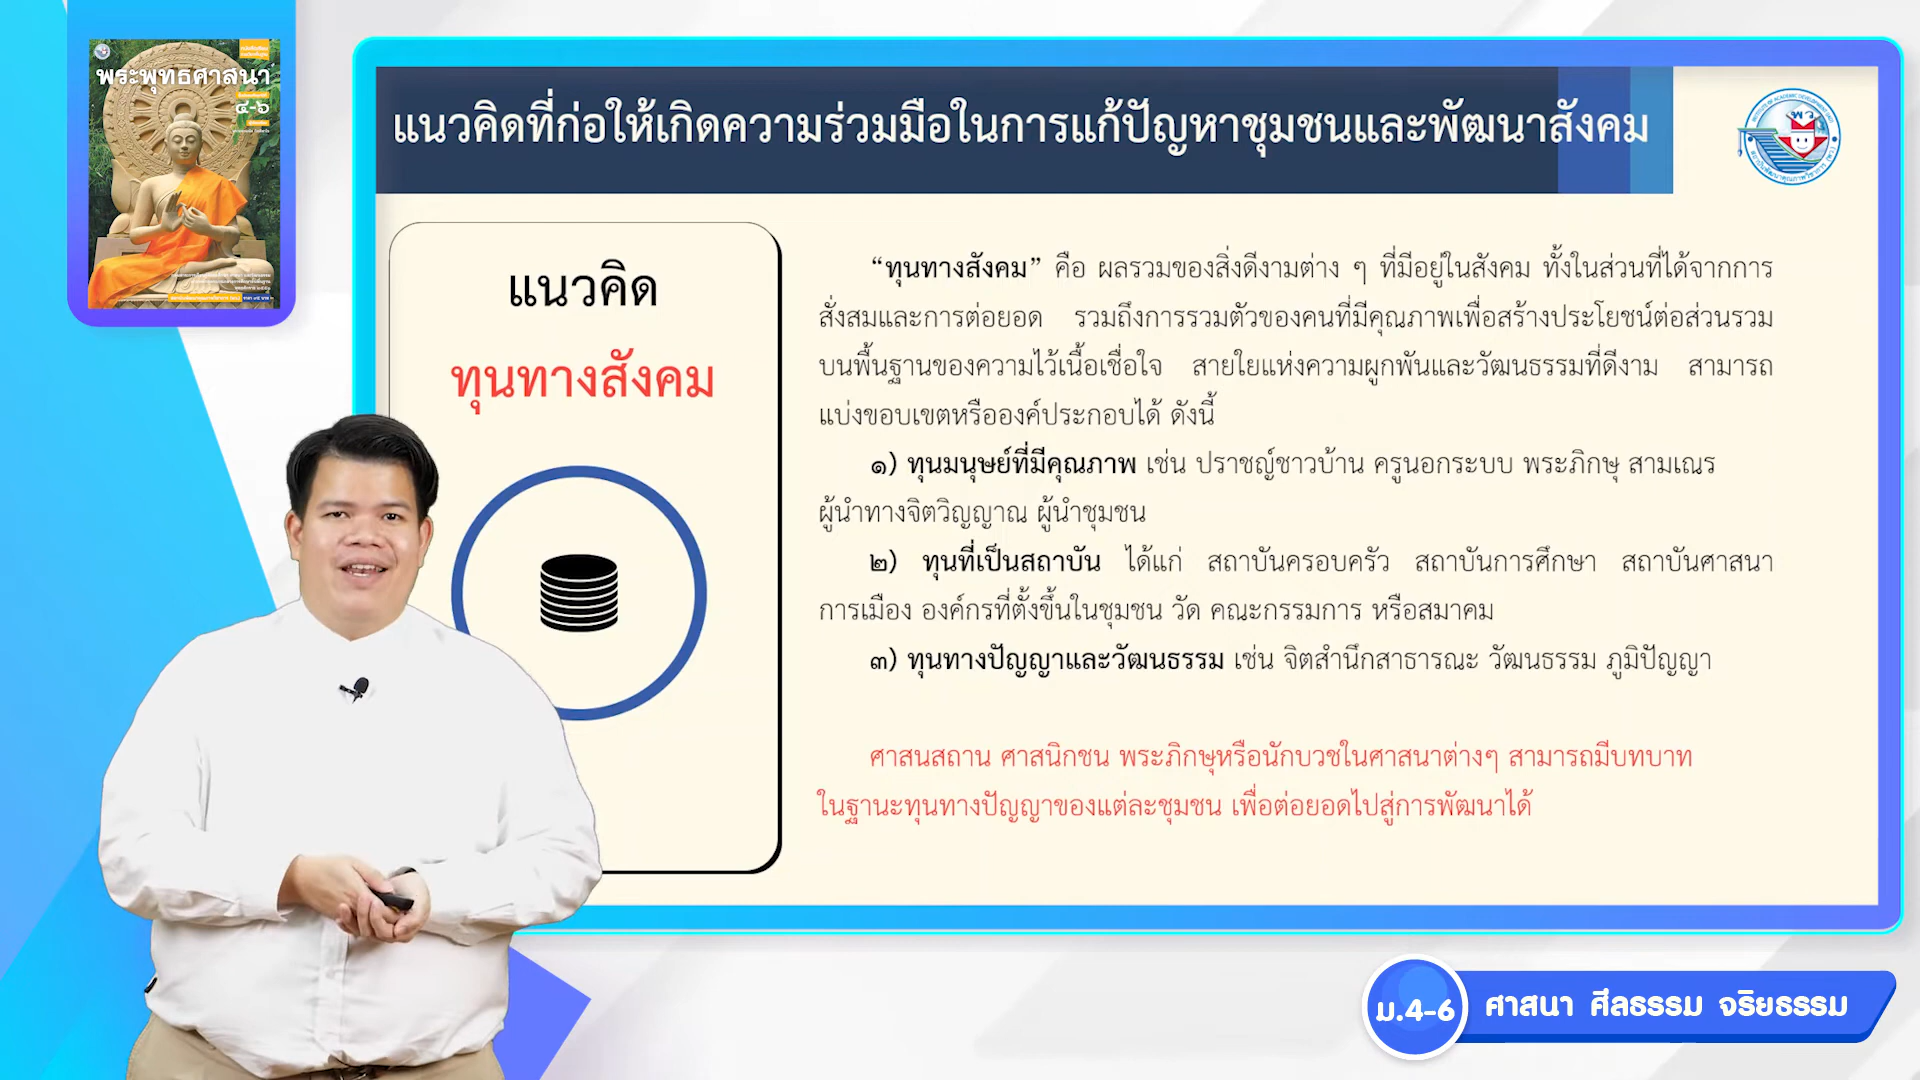 พระพุทธศาสนา
๔-๖
แนวคิดที่ก่อให้เกิดความร่วมมือในการแก้ปัญหาชุมชนและพัฒนาสังคม
พว
แนวคิด
ทุนทางสังคม
“ทุนทางสังคม” คือ ผลรวมของสิ่งดีงามต่าง ๆ ที่มีอยู่ในสังคม ทั้งในส่วนที่ได้จากการ
สั่งสมและการต่อยอด รวมถึงการรวมตัวของคนที่มีคุณภาพเพื่อสร้างประโยชน์ต่อส่วนรวม
บนพื้นฐานของความไว้เนื้อเชื่อใจ สายใยแห่งความผูกพันและวัฒนธรรมที่ดีงาม สามารถ
แบ่งขอบเขตหรือองค์ประกอบได้ ดังนี้
๑) ทุนมนุษย์ที่มีคุณภาพ เช่น ปราชญ์ชาวบ้าน ครูนอกระบบ พระภิกษุ สามเณร
ผู้นำทางจิตวิญญาณ ผู้นำชุมชน
๒) ทุนที่เป็นสถาบัน ได้แก่ สถาบันครอบครัว สถาบันการศึกษา สถาบันศาสนา
การเมือง องค์กรที่ตั้งขึ้นในชุมชน วัด คณะกรรมการ หรือสมาคม
๓) ทุนทางปัญญาและวัฒนธรรม เช่น จิตสำนึกสาธารณะ วัฒนธรรม ภูมิปัญญา
ศาสนสถาน ศาสนิกชน พระภิกษุหรือนักบวชในศาสนาต่างๆ สามารถมีบทบาท
ในฐานะทุนทางปัญญาของแต่ละชุมชน เพื่อต่อยอดไปสู่การพัฒนาได้
ม.4-6
ศาสนา ศีลธรรม จริยธรรม